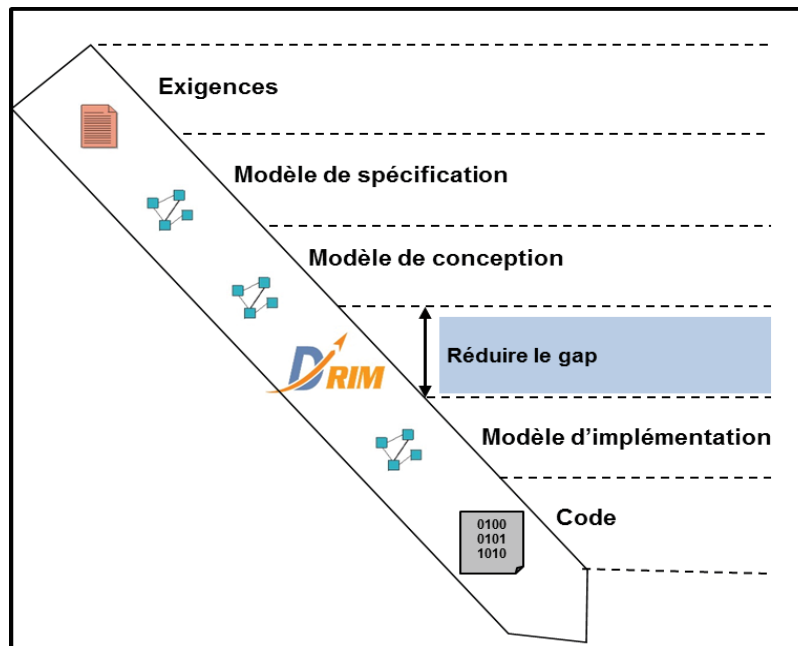 Exigences
Modèle de spécification
Modèle de conception
Réduire le gap
DRIM
Modèle d'implémentation
Code
0100
0101
1010